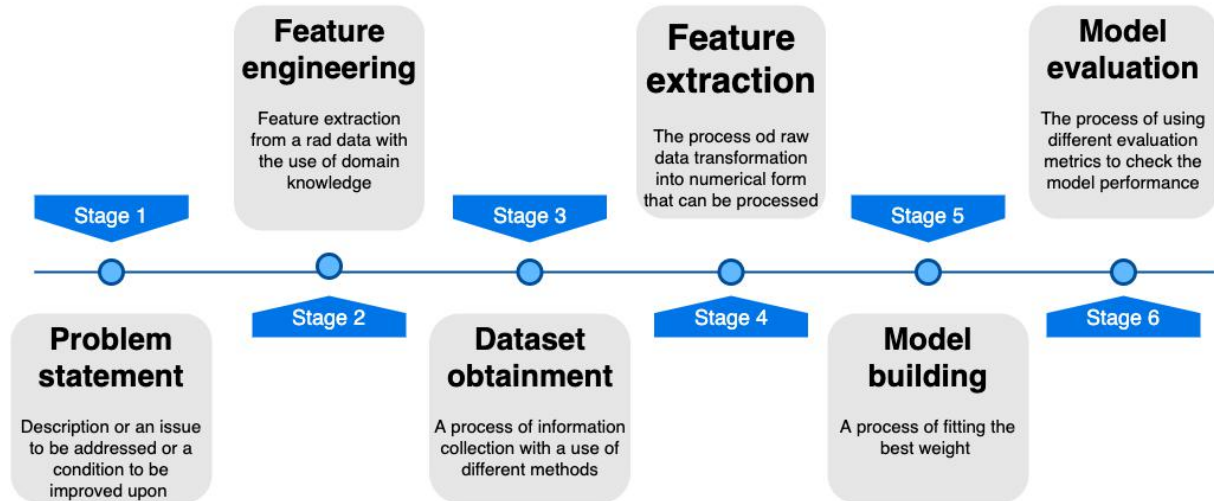 Stage 1
Problem
statement
Description or an issue
to be addressed or a
condition to be
improved upon
Feature
engineering
Feature extraction
from a rad data with
the use of domain
knowledge
Stage 2
Stage 3
Dataset
obtainment
A process of information
collection with a use of
different methods
Feature
extraction
The process od raw
data transformation
into numerical form
that can be processed
Stage 4
Stage 5
Model
building
A process of fitting the
best weight
Model
evaluation
The process of using
different evaluation
metrics to check the
model performance
Stage 6